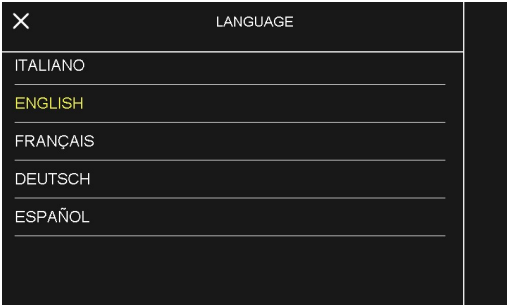 LANGUAGE
ITALIANO
ENGLISH
FRANÇAIS
DEUTSCH
ESPAÑOL